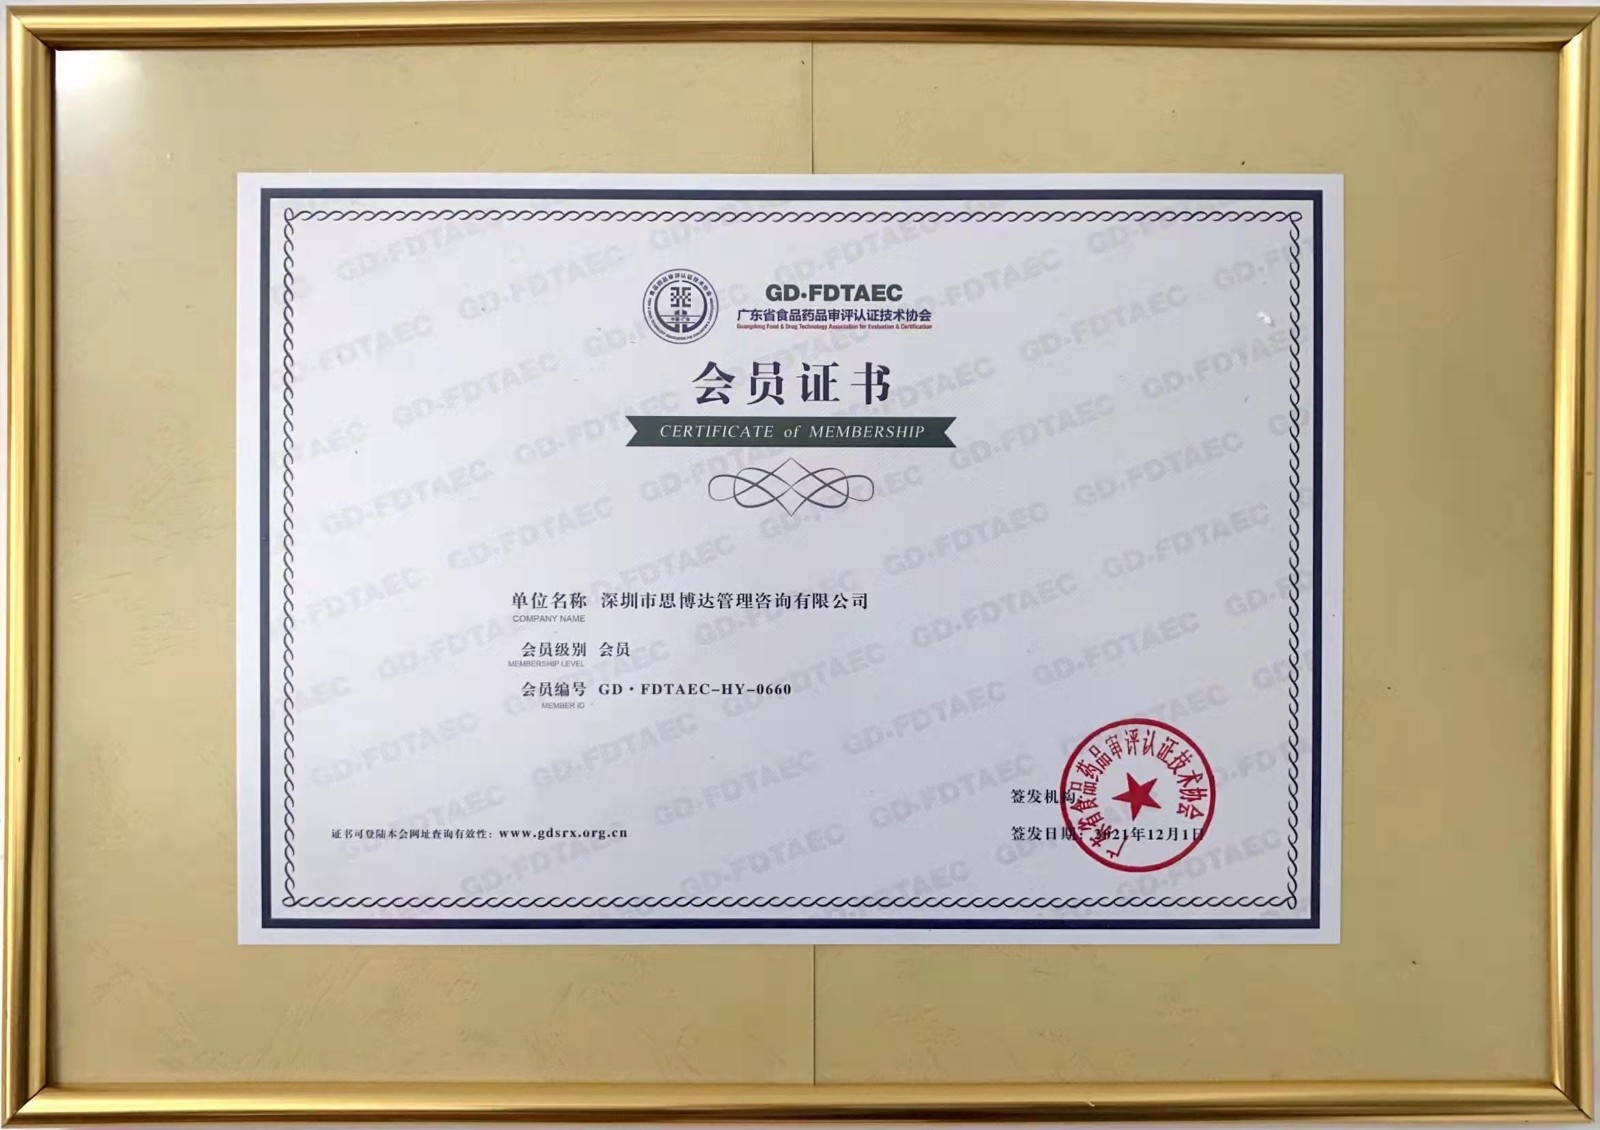 GD·FDTAEC
广东省食品药品审评认证技术协会
Guangdong Food & Drug Technology Association for Evaluation & Certification
会员证书
CERTIFICATE of MEMBERSHIP
单位名称 深圳市思博达管理咨询有限公司
COMPANY NAME
会员级别 会员
MEMBERSHIP LEVEL
会员编号 GD·FDTAEC-HY-0660
MEMBER ID
签发机构:
证书可登陆本会网址查询有效性：www.gdsrx.org.cn
签发日期：2021年12月1日
广东省食品药品审评认证技术协会